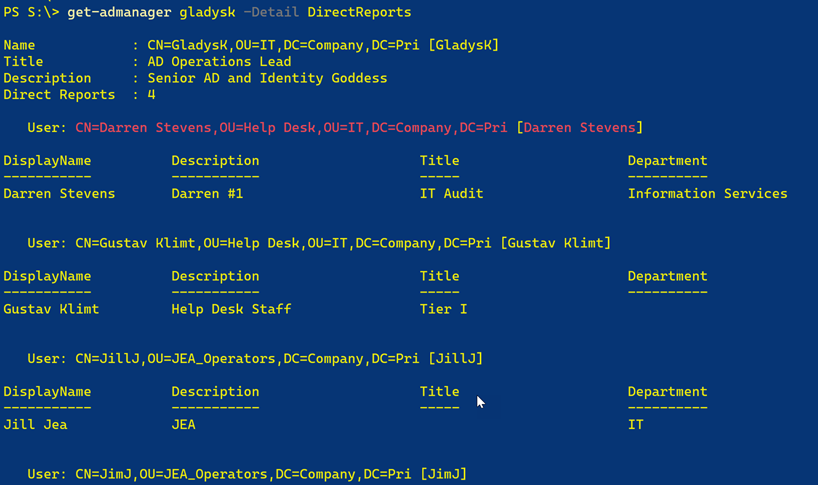 PS S:\> get-admanager gladysk -Detail DirectReports
Name : CN=GladysK,OU=IT,DC=Company,DC=Pri [GladysK]
Title : AD Operations Lead
Description : Senior AD and Identity Goddess
Direct Reports : 4
User: CN=Darren Stevens,OU=Help Desk,OU=IT,DC=Company,DC=Pri [Darren Stevens]
DisplayName Description Title Department
----------- ----------- ----- ----------
Darren Stevens Darren #1 IT Audit Information Services
User: CN=Gustav Klimt,OU=Help Desk,OU=IT,DC=Company,DC=Pri [Gustav Klimt]
DisplayName Description Title Department
----------- ----------- ----- ----------
Gustav Klimt Help Desk Staff Tier I
User: CN=JillJ,OU=JEA_Operators,DC=Company,DC=Pri [JillJ]
DisplayName Description Title Department
----------- ----------- ----- ----------
Jill Jea JEA IT
User: CN=JimJ,OU=JEA_Operators,DC=Company,DC=Pri [JimJ]